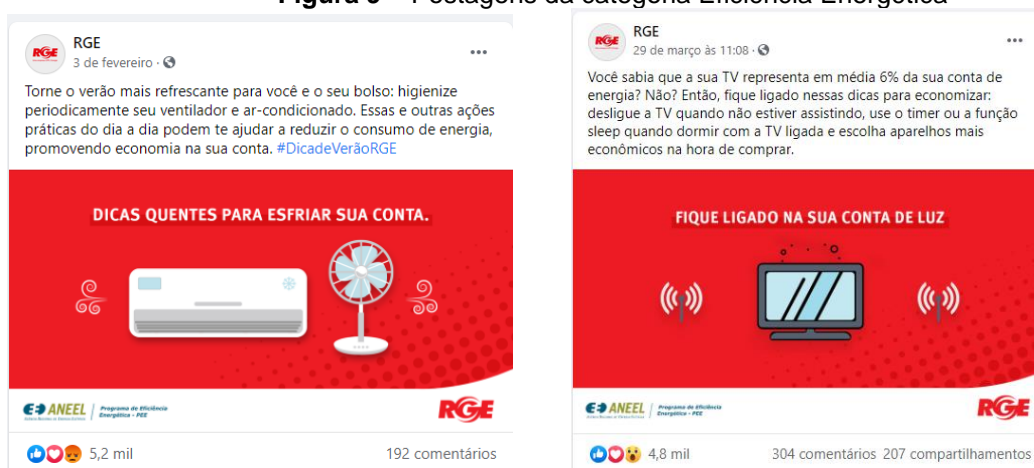 Postagens da categoria Eficiência Energética
RGE
3 de fevereiro ·
Torne o verão mais refrescante para você e o seu bolso: higienize
periodicamente seu ventilador e ar-condicionado. Essas e outras ações
práticas do dia a dia podem te ajudar a reduzir o consumo de energia,
promovendo economia na sua conta. #DicadeVerãoRGE
DICAS QUENTES PARA ESFRIAR SUA CONTA.
ANEEL
Programa de Eficiência
Energética - PEE
RGE
5,2 mil
192 comentários
RGE
29 de março às 11:08 ·
Você sabia que a sua TV representa em média 6% da sua conta de
energia? Não? Então, fique ligado nessas dicas para economizar:
desligue a TV quando não estiver assistindo, use o timer ou a função
sleep quando dormir com a TV ligada e escolha aparelhos mais
econômicos na hora de comprar.
FIQUE LIGADO NA SUA CONTA DE LUZ
ANEEL
Programa de Eficiência
Energética - PEE
RGE
4,8 mil
304 comentários 207 compartilhamentos